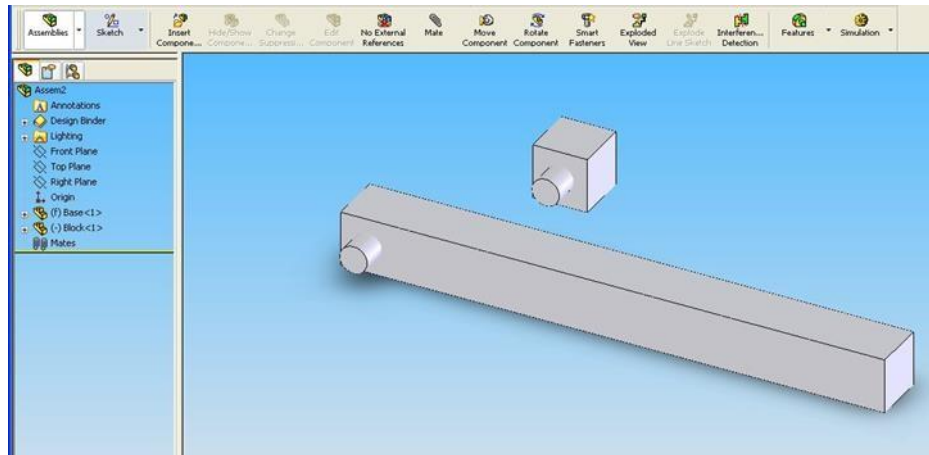 Assemblies Sketch Insert Compone... Hide/Show Compone... Change Suppressi... Edit Component No External References Mate Move Component Rotate Component Smart Fasteners Exploded View Explode Line Sketch Interferen... Detection Features Simulation
Assem2
Annotations
Design Binder
Lighting
Front Plane
Top Plane
Right Plane
Origin
(f) Base<1>
(-) Block<1>
Mates